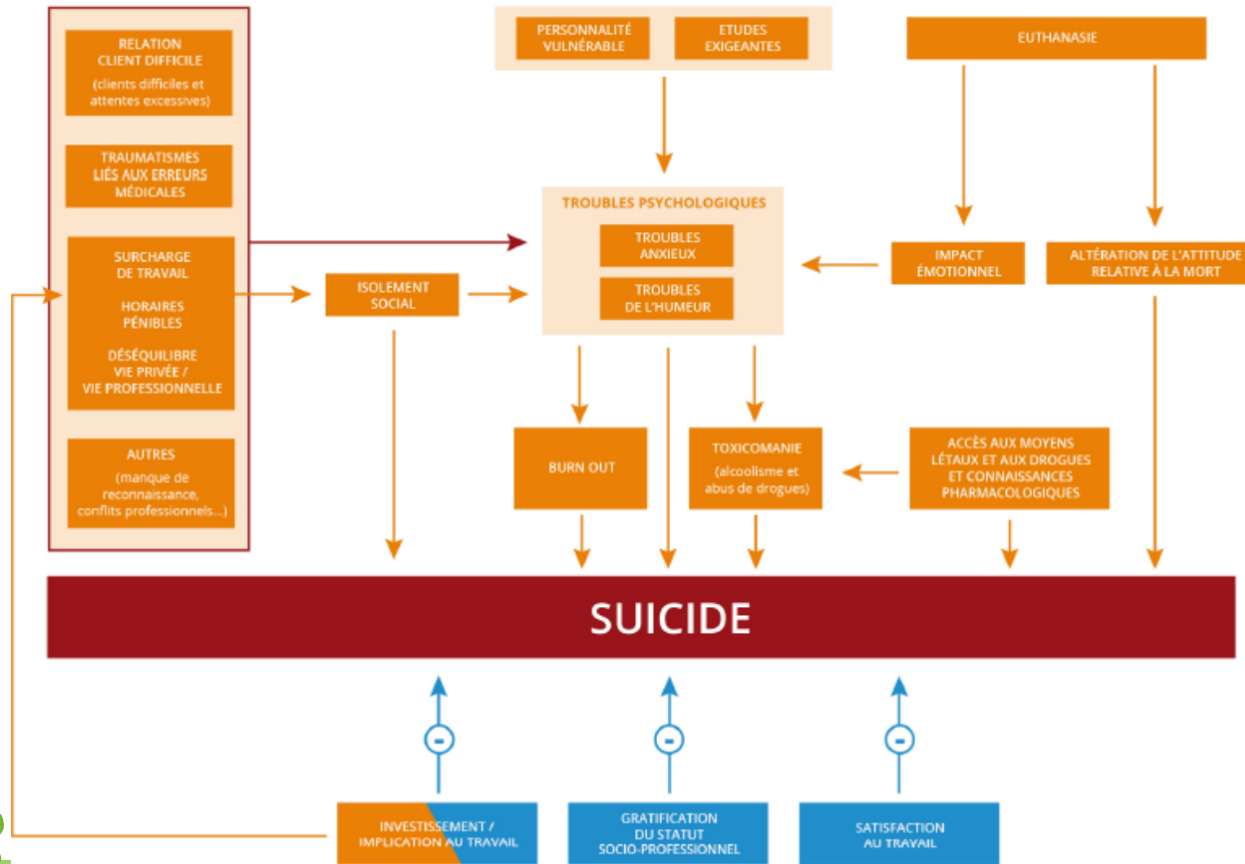 RELATION
CLIENT DIFFICILE
(clients difficiles et
attentes excessives)
TRAUMATISMES
LIÉS AUX ERREURS
MÉDICALES
SURCHARGE
DE TRAVAIL
HORAIRES
PÉNIBLES
DÉSÉQUILIBRE
VIE PRIVÉE /
VIE PROFESSIONNELLE
AUTRES
(manque de
reconnaissance,
conflits professionnels...)
ISOLEMENT
SOCIAL
PERSONNALITÉ
VULNÉRABLE
ETUDES
EXIGEANTES
TROUBLES PSYCHOLOGIQUES
TROUBLES
ANXIEUX
TROUBLES
DE L'HUMEUR
EUTHANASIE
IMPACT
ÉMOTIONNEL
ALTÉRATION DE L'ATTITUDE
RELATIVE À LA MORT
BURN OUT
TOXICOMANIE
(alcoolisme et
abus de drogues)
ACCÈS AUX MOYENS
LÉTAUX ET AUX DROGUES
ET CONNAISSANCES
PHARMACOLOGIQUES
SUICIDE
-
-
-
INVESTISSEMENT /
IMPLICATION AU TRAVAIL
GRATIFICATION
DU STATUT
SOCIO-PROFESSIONNEL
SATISFACTION
AU TRAVAIL